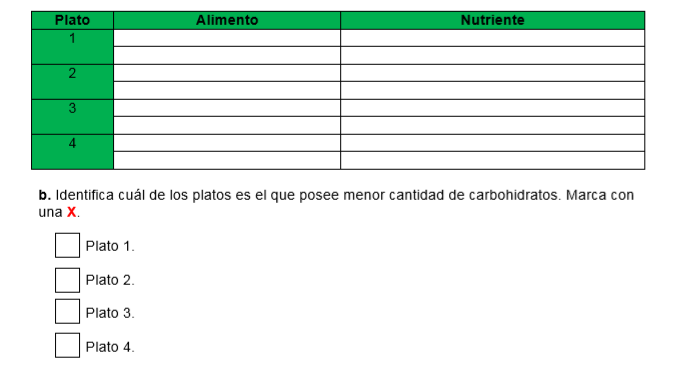 Plato Alimento Nutriente
1
2
3
4
b. Identifica cuál de los platos es el que posee menor cantidad de carbohidratos. Marca con
una X.
Plato 1.
Plato 2.
Plato 3.
Plato 4.